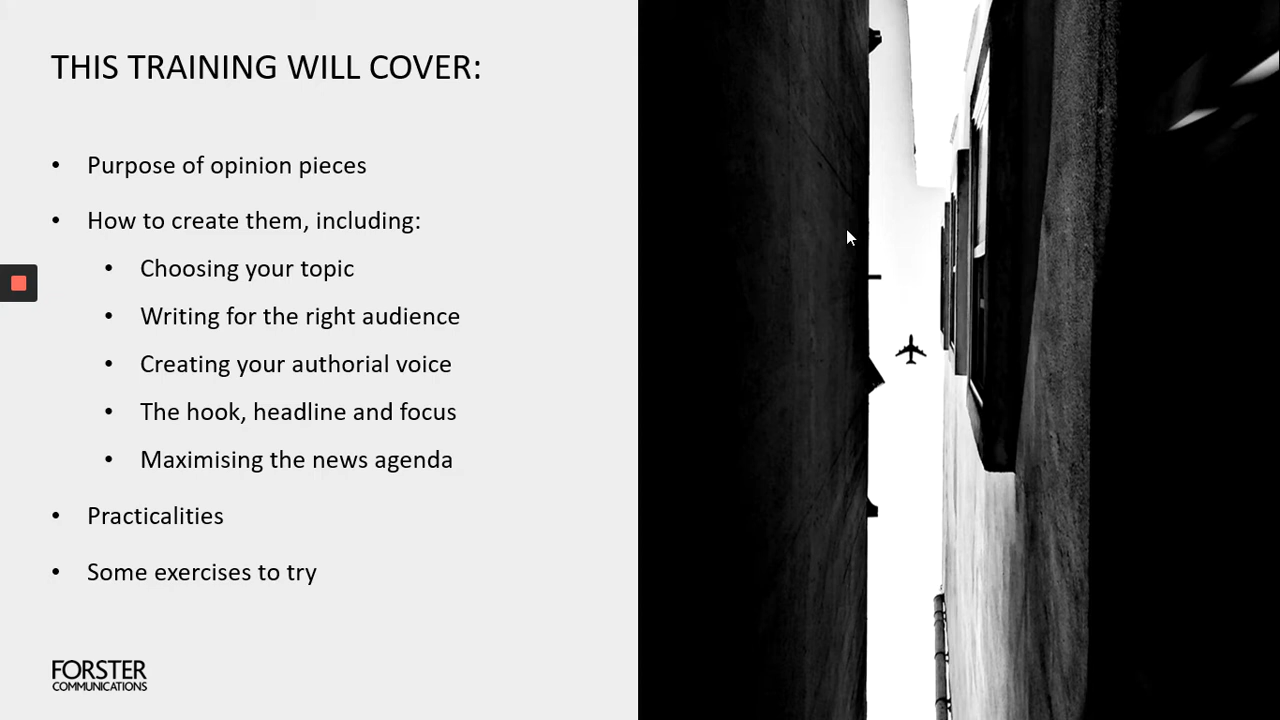 THIS TRAINING WILL COVER:
• Purpose of opinion pieces
• How to create them, including:
• Choosing your topic
• Writing for the right audience
• Creating your authorial voice
• The hook, headline and focus
• Maximising the news agenda
• Practicalities
• Some exercises to try
FORSTER
COMMUNICATIONS